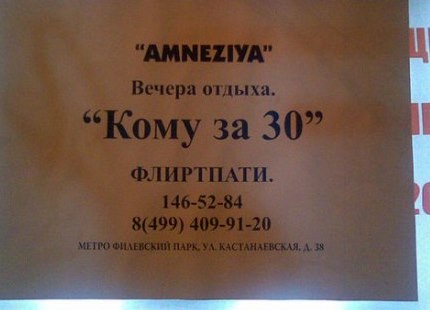 "AMNEZIYA"
Вечера отдыха.
"Кому за 30"
ФЛИРТПАТИ.
146-52-84
8(499) 409-91-20
МЕТРО ФИЛЕВСКИЙ ПАРК, УЛ. КАСТАНАЕВСКАЯ, Д. 38